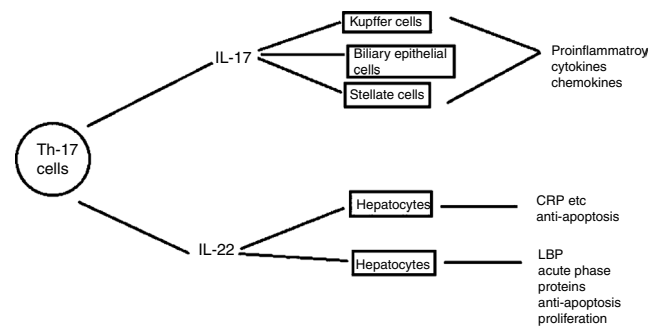 Th-17
cells
IL-17
Kupffer cells
Biliary epithelial
cells
Stellate cells
Proinflammatroy
cytokines
chemokines
IL-22
Hepatocytes
CRP etc
anti-apoptosis
Hepatocytes
LBP
acute phase
proteins
anti-apoptosis
proliferation